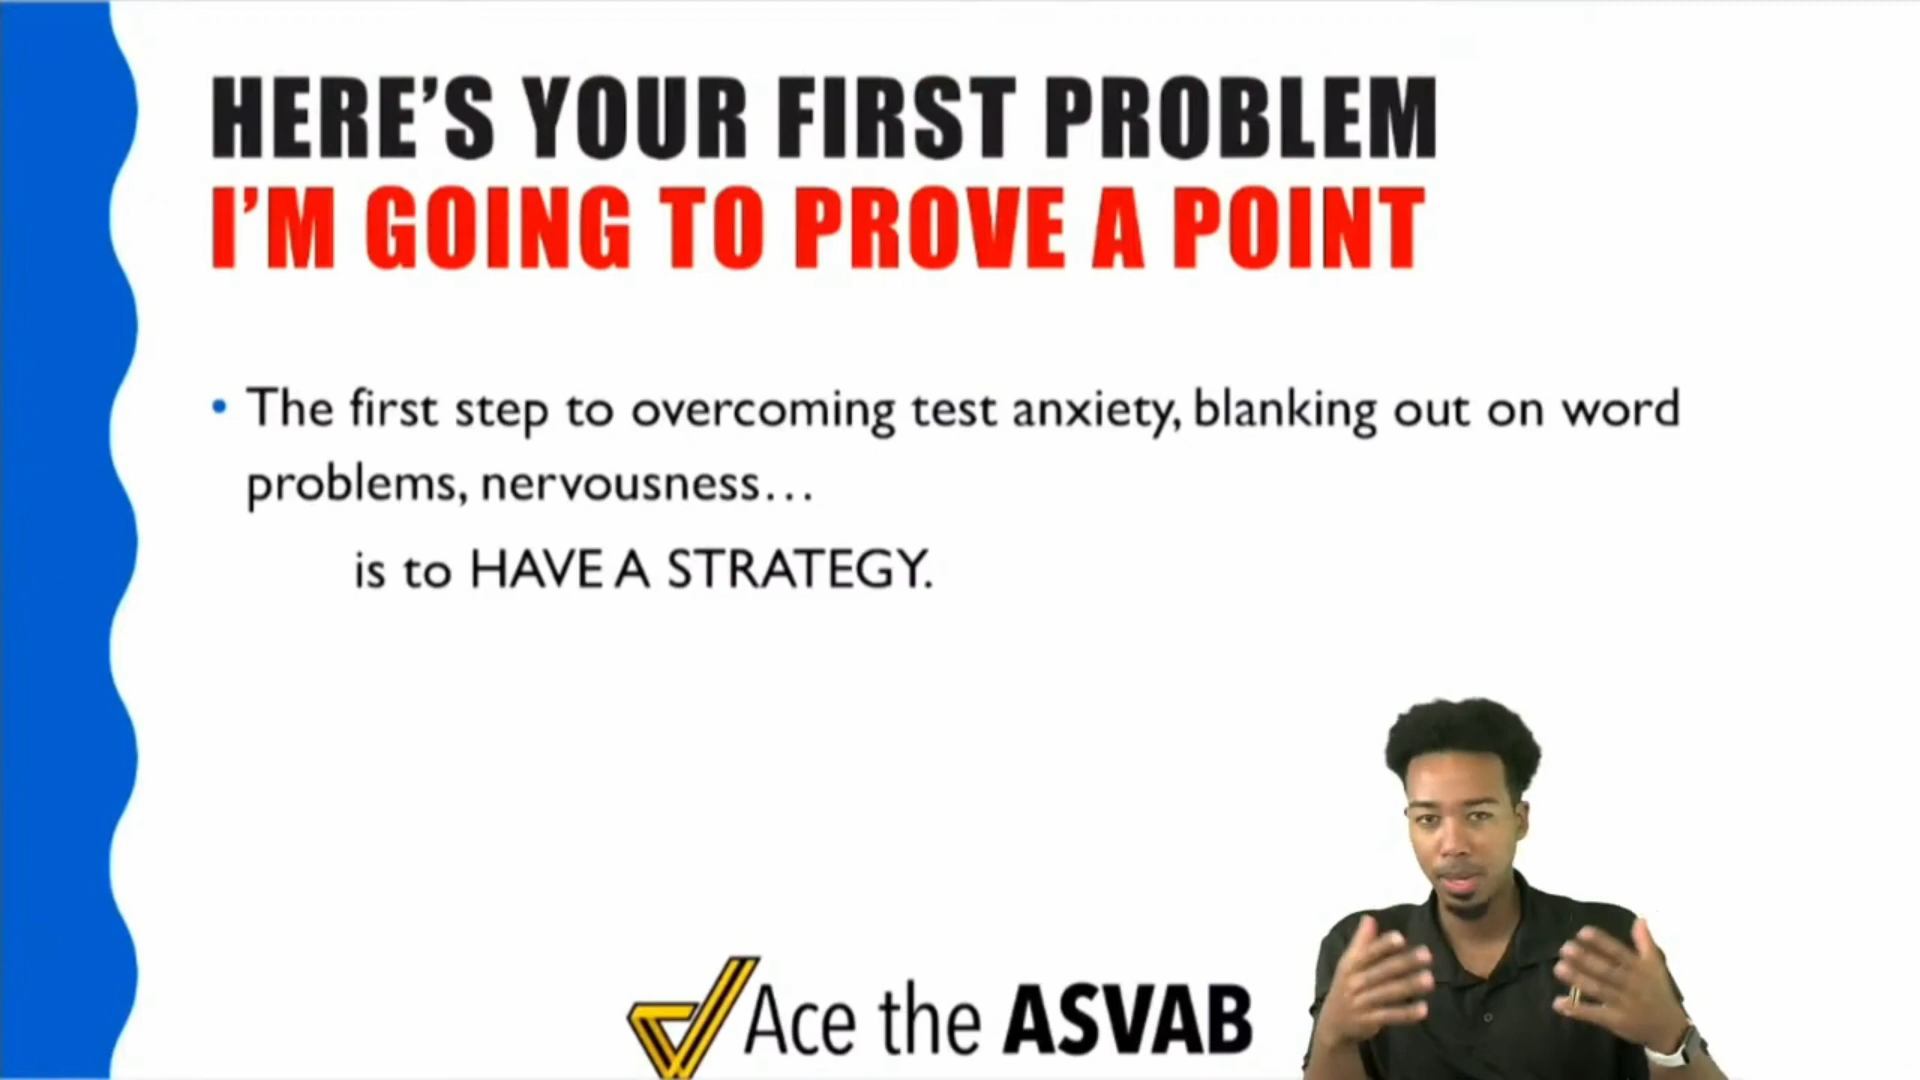 HERE'S YOUR FIRST PROBLEM
I'M GOING TO PROVE A POINT
• The first step to overcoming test anxiety, blanking out on word
problems, nervousness…
is to HAVE A STRATEGY.
Ace the ASVAB